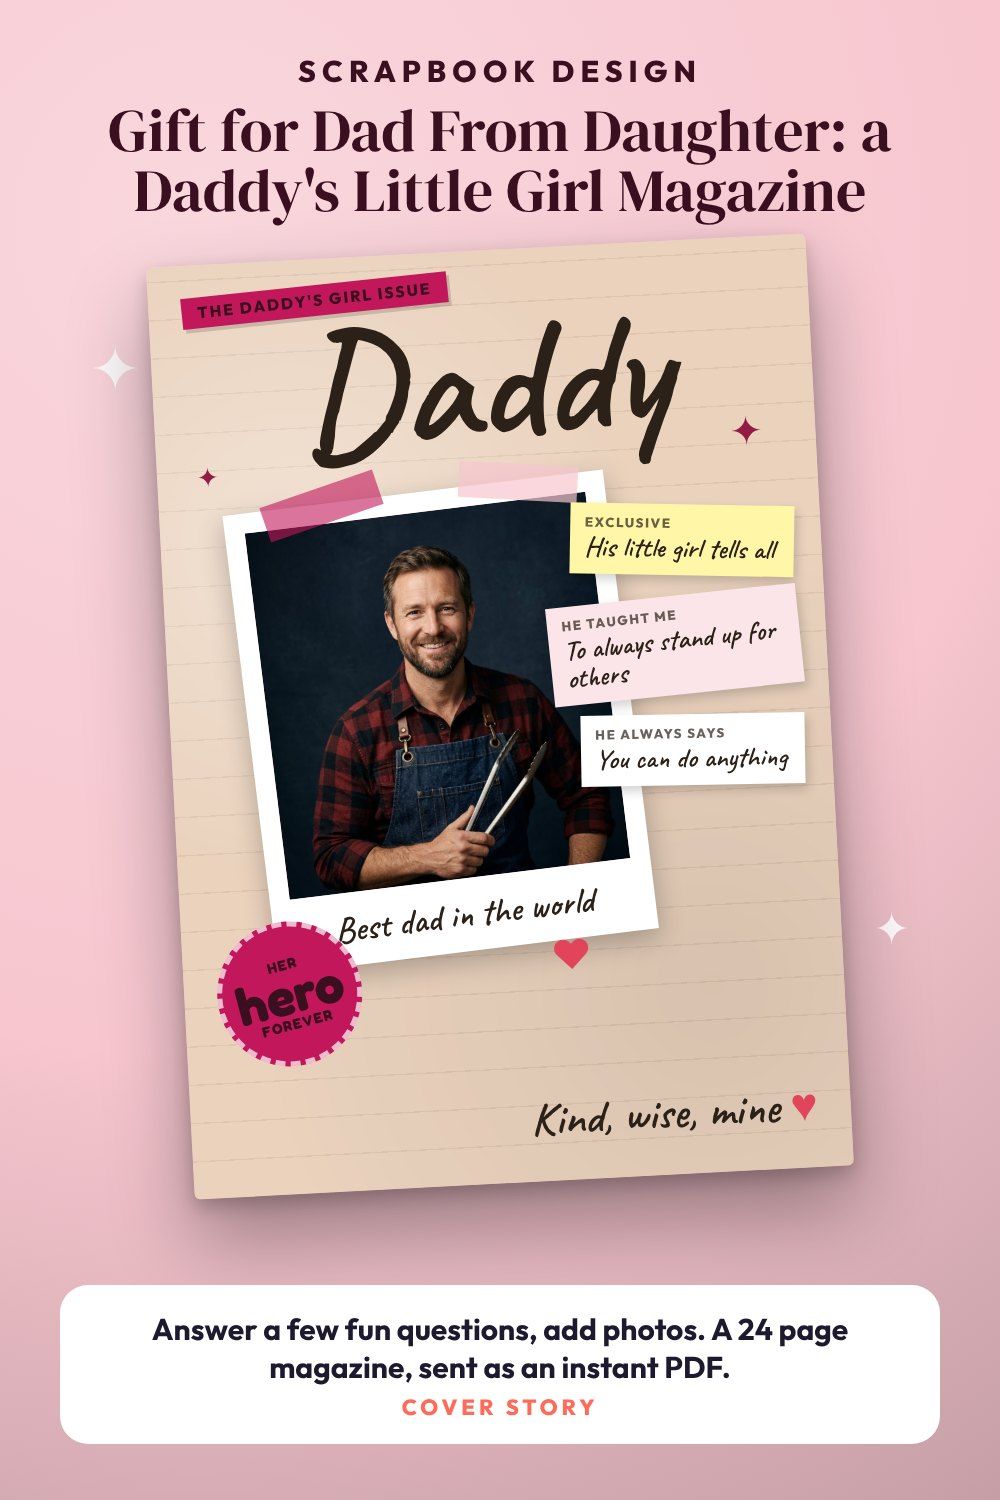 SCRAPBOOK DESIGN
Gift for Dad From Daughter: a
Daddy's Little Girl Magazine
THE DADDY'S GIRL ISSUE
Daddy
EXCLUSIVE
His little girl tells all
HE TAUGHT ME
To always stand up for
others
HE ALWAYS SAYS
You can do anything
Best dad in the world
HER
hero
FOREVER
Kind, wise, mine
Answer a few fun questions, add photos. A 24 page
magazine, sent as an instant PDF.
COVER STORY